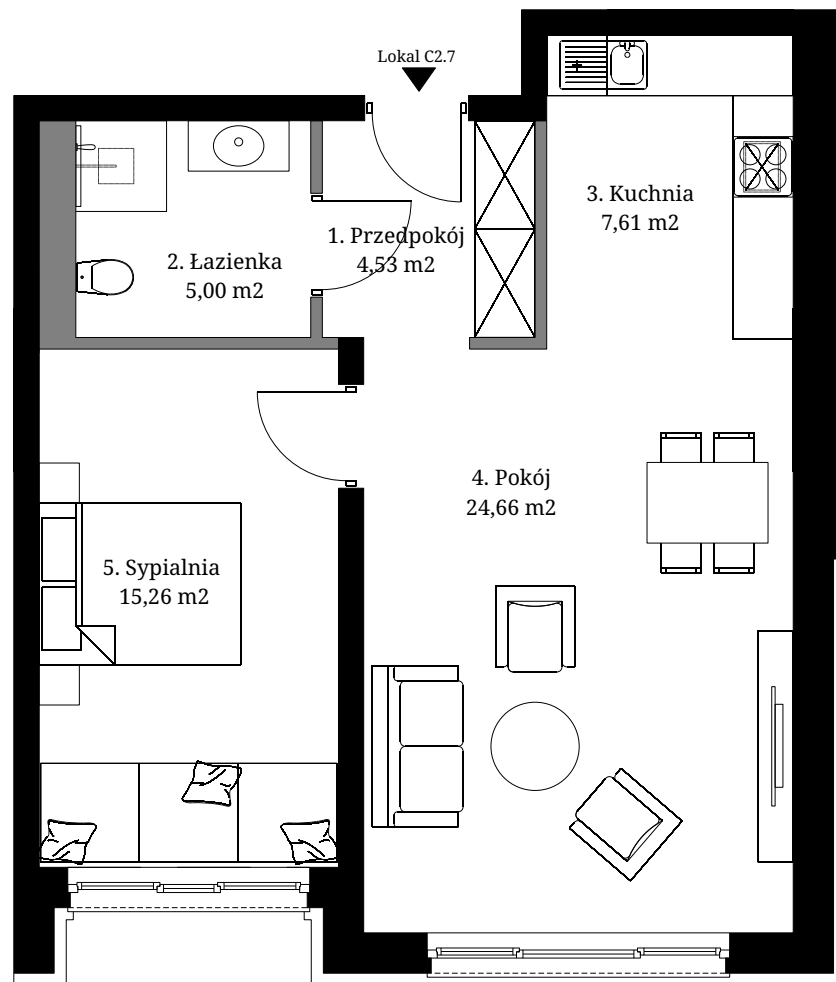 Lokal C2.7
3. Kuchnia
7,61 m2
1. Przedpokój
4,53 m2
2. Łazienka
5,00 m2
4. Pokój
24,66 m2
5. Sypialnia
15,26 m2